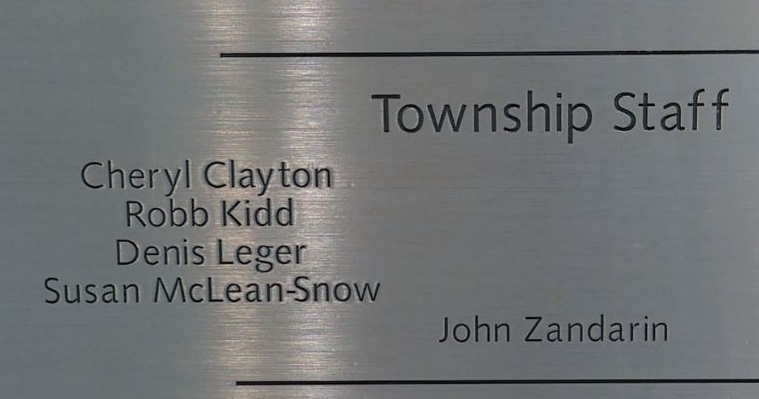 Township Staff
Cheryl Clayton
Robb Kidd
Denis Leger
Susan McLean-Snow
John Zandarin